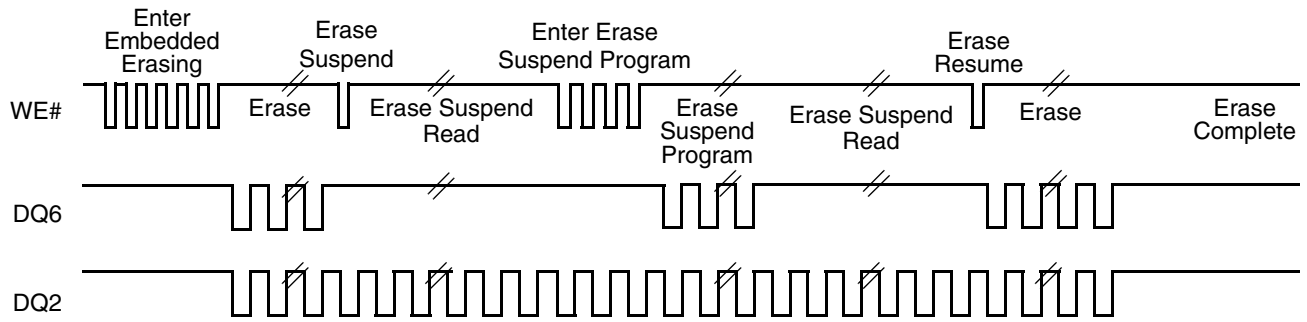 Enter
Embedded
Erasing
Erase
Suspend
Enter Erase
Suspend Program
Erase
Resume
WE#
Erase
Erase Suspend
Read
Erase
Suspend
Program
Erase Suspend
Read
Erase
Erase
Complete
DQ6
DQ2